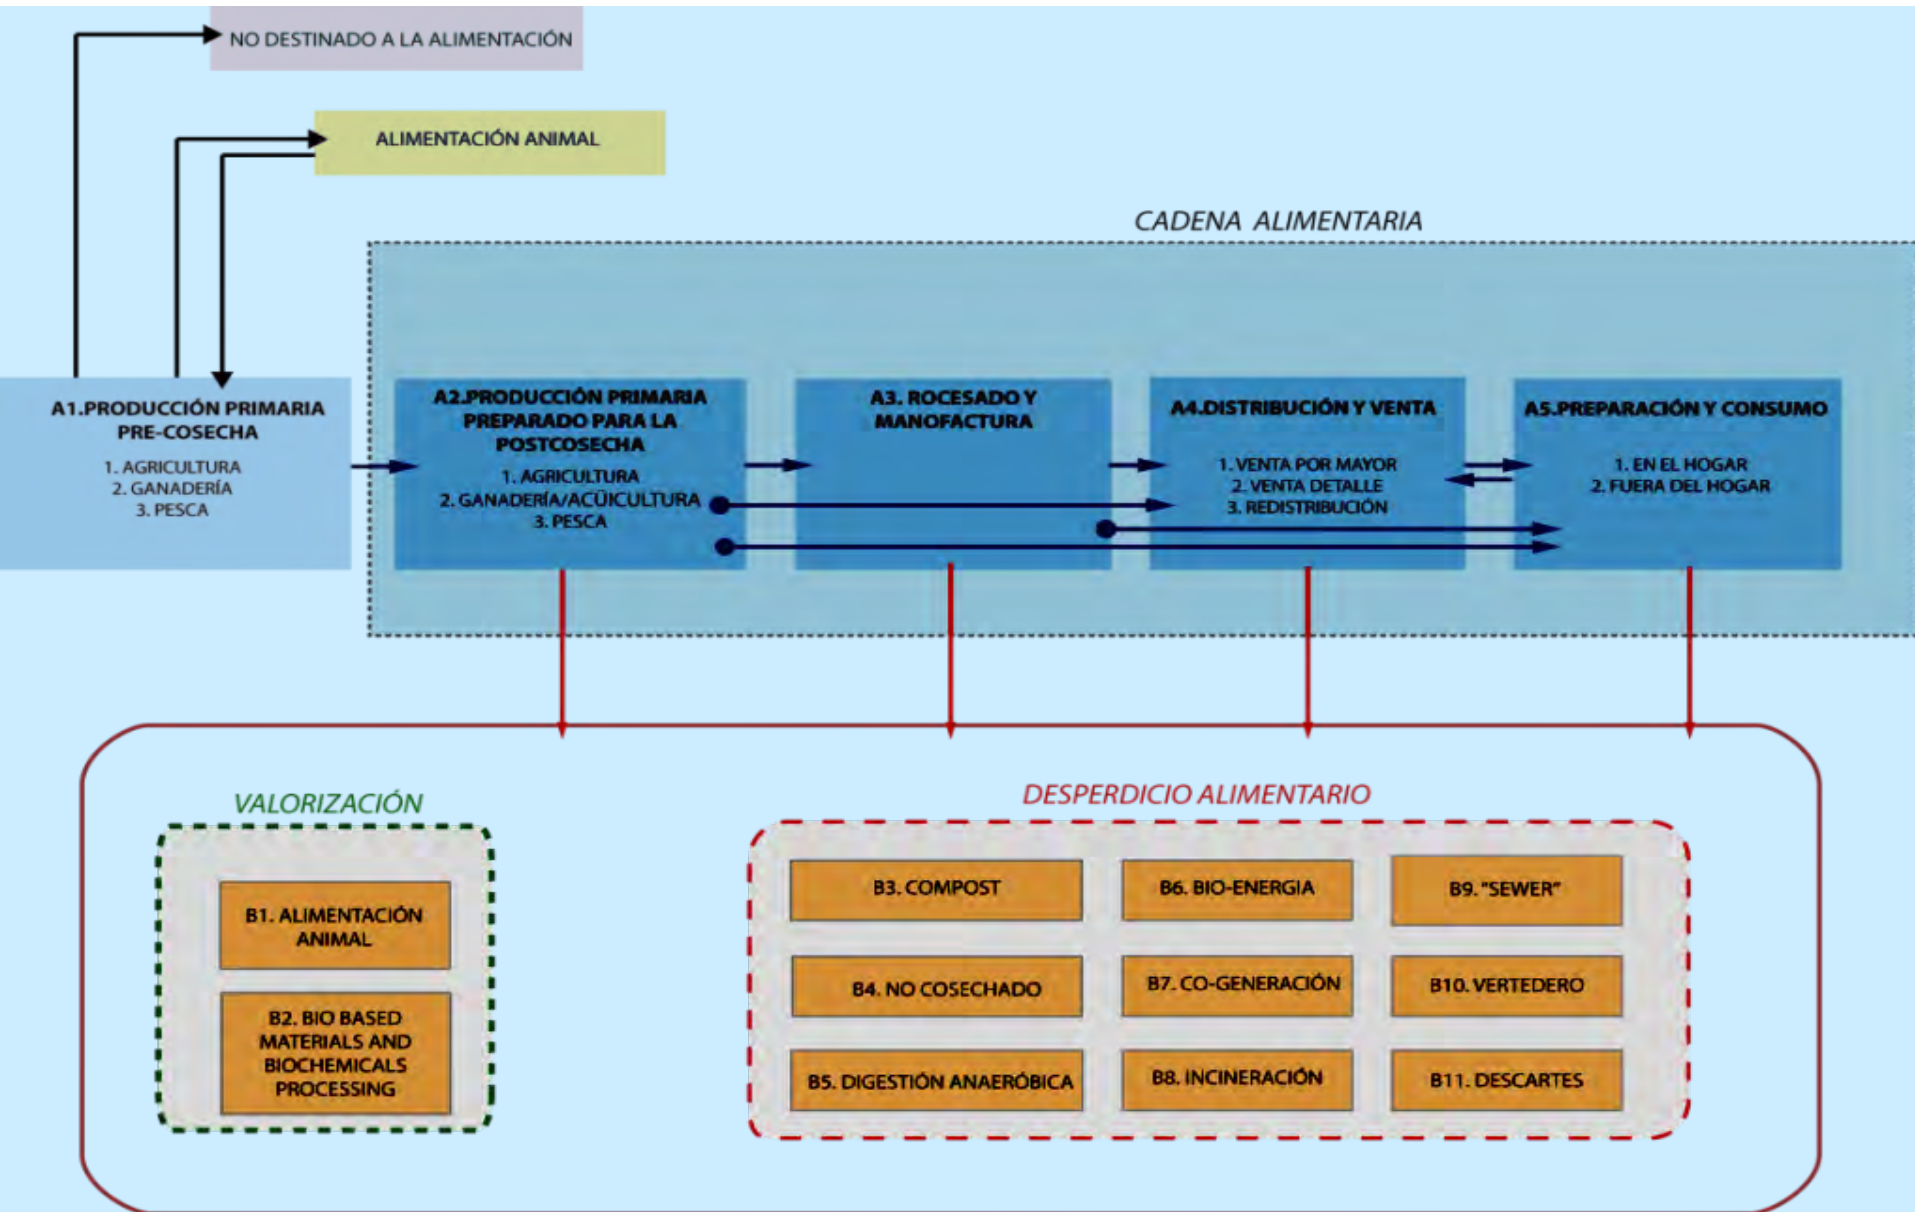 NO DESTINADO A LA ALIMENTACIÓN
ALIMENTACIÓN ANIMAL
CADENA ALIMENTARIA
A1.PRODUCCIÓN PRIMARIA
PRE-COSECHA
1. AGRICULTURA
2. GANADERÍA
3. PESCA
A2.PRODUCCIÓN PRIMARIA
PREPARADO PARA LA
POSTCOSECHA
1. AGRICULTURA
2. GANADERÍA/ACÜICULTURA
3. PESCA
A3. ROCESADO Y
MANOFACTURA
A4.DISTRIBUCIÓN Y VENTA
1. VENTA POR MAYOR
2. VENTA DETALLE
3. REDISTRIBUCIÓN
A5.PREPARACIÓN Y CONSUMO
1. EN EL HOGAR
2. FUERA DEL HOGAR
VALORIZACIÓN
B1. ALIMENTACIÓN
ANIMAL
B2. BIO BASED
MATERIALS AND
BIOCHEMICALS
PROCESSING
DESPERDICIO ALIMENTARIO
B3. COMPOST
B4. NO COSECHADO
B5. DIGESTIÓN ANAERÓBICA
B6. BIO-ENERGIA
B7. CO-GENERACIÓN
B8. INCINERACIÓN
B9. "SEWER"
B10. VERTEDERO
B11. DESCARTES